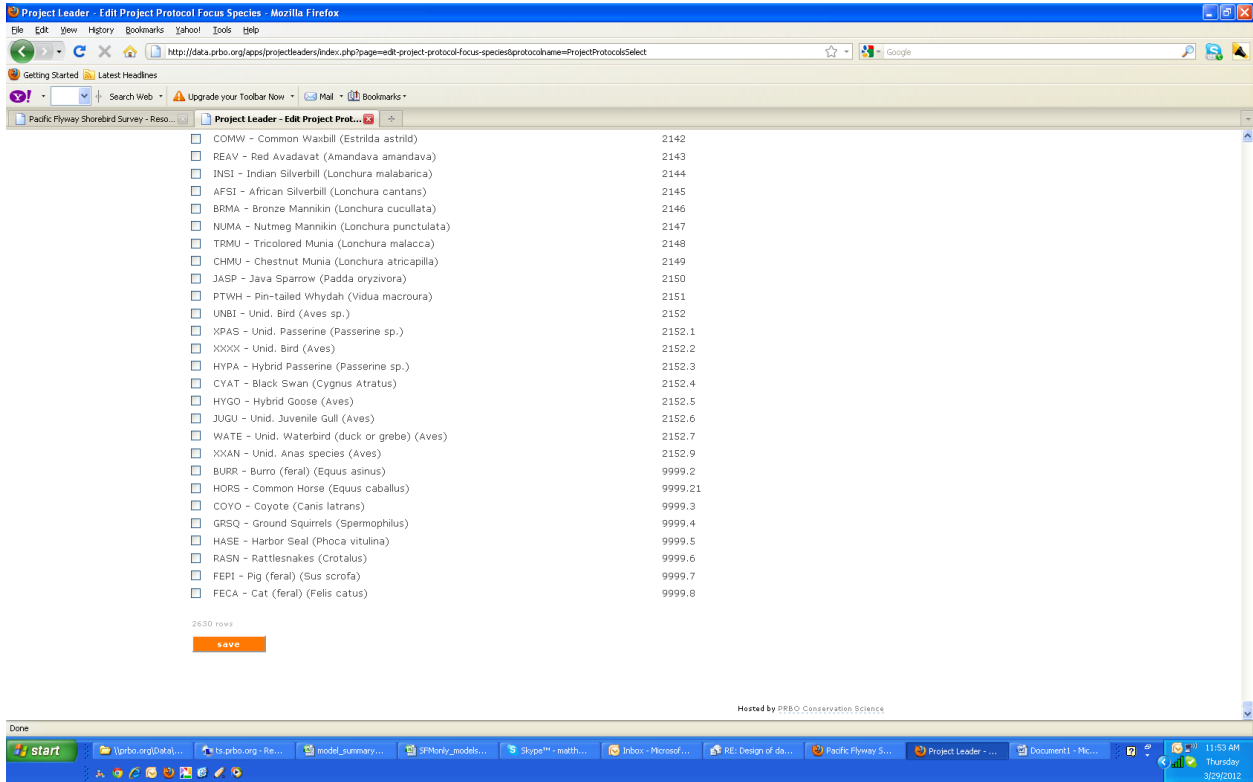 Project Leader - Edit Project Protocol Focus Species - Mozilla Firefox
File Edit View History Bookmarks Yahoo! Tools Help
http://data.prbo.org/apps/projectleaders/index.php?page=edit-project-protocol-focus-species&protocolname=ProjectProtocolsSelect Google
Getting Started Latest Headlines
Y! Search Web Upgrade your Toolbar Now Mail Bookmarks
Pacific Flyway Shorebird Survey - Reso... Project Leader - Edit Project Prot...
COMW - Common Waxbill (Estrilda astrild) 2142
REAV - Red Avadavat (Amandava amandava) 2143
INSI - Indian Silverbill (Lonchura malabarica) 2144
AFSI - African Silverbill (Lonchura cantans) 2145
BRMA - Bronze Mannikin (Lonchura cucullata) 2146
NUMA - Nutmeg Mannikin (Lonchura punctulata) 2147
TRMU - Tricolored Munia (Lonchura malacca) 2148
CHMU - Chestnut Munia (Lonchura atricapilla) 2149
JASP - Java Sparrow (Padda oryzivora) 2150
PTWH - Pin-tailed Whydah (Vidua macroura) 2151
UNBI - Unid. Bird (Aves sp.) 2152
XPAS - Unid. Passerine (Passerine sp.) 2152.1
XXXX - Unid. Bird (Aves) 2152.2
HYPA - Hybrid Passerine (Passerine sp.) 2152.3
CYAT - Black Swan (Cygnus Atratus) 2152.4
HYGO - Hybrid Goose (Aves) 2152.5
JUGU - Unid. Juvenile Gull (Aves) 2152.6
WATE - Unid. Waterbird (duck or grebe) (Aves) 2152.7
XXAN - Unid. Anas species (Aves) 2152.9
BURR - Burro (feral) (Equus asinus) 9999.2
HORS - Common Horse (Equus caballus) 9999.21
COYO - Coyote (Canis latrans) 9999.3
GRSQ - Ground Squirrels (Spermophilus) 9999.4
HASE - Harbor Seal (Phoca vitulina) 9999.5
RASN - Rattlesnakes (Crotalus) 9999.6
FEPI - Pig (feral) (Sus scrofa) 9999.7
FECA - Cat (feral) (Felis catus) 9999.8
2630 rows
save
Hosted by PRBO Conservation Science
Done
start \\prbo.org\Data\... ts.prbo.org - Re... model_summary... SFMonly_models... Skype™ - matth... Inbox - Microsof... RE: Design of da... Pacific Flyway S... Project Leader - ... Document1 - Mic... 11:53 AM
Thursday
3/29/2012